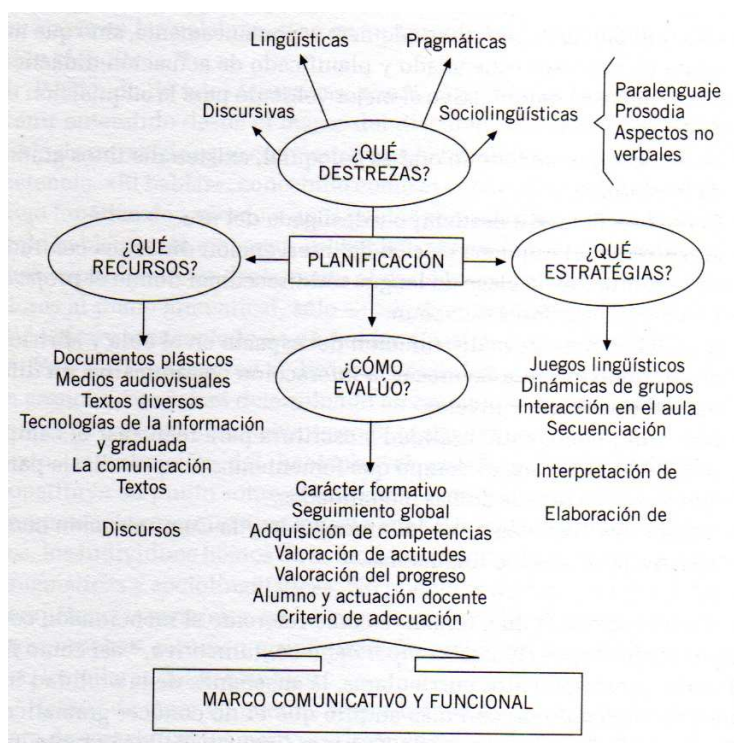 Lingüísticas
Pragmáticas
Discursivas
Sociolingüísticas
Paralenguaje
Prosodia
Aspectos no
verbales
¿QUÉ
DESTREZAS?
¿QUÉ
RECURSOS?
PLANIFICACIÓN
¿QUÉ
ESTRATÉGIAS?
Documentos plásticos
Medios audiovisuales
Textos diversos
Tecnologías de la información
y graduada
La comunicación
Textos
Discursos
¿CÓMO
EVALÚO?
Carácter formativo
Seguimiento global
Adquisición de competencias
Valoración de actitudes
Valoración del progreso
Alumno y actuación docente
Criterio de adecuación
Juegos lingüísticos
Dinámicas de grupos
Interacción en el aula
Secuenciación
Interpretación de
Elaboración de
MARCO COMUNICATIVO Y FUNCIONAL